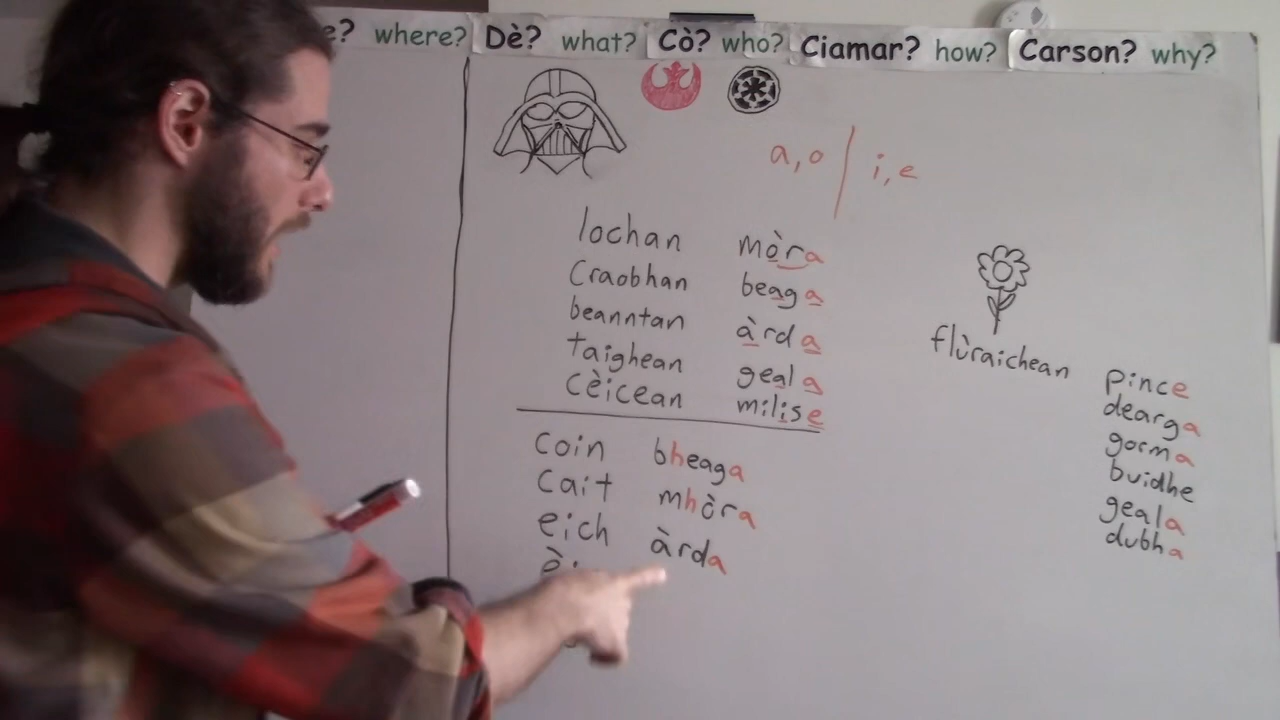 e? where? Dè? what? Cò? who? Ciamar? how? Carson? why?
a, o | i, e
lochan mòra
Craobhan beaga
beanntan àrda
taighean geala
Cèicean milise
Coin bheaga
Cait mhòra
eich àrda
flùraichean
pince
dearga
gorma
buidhe
geala
dubha